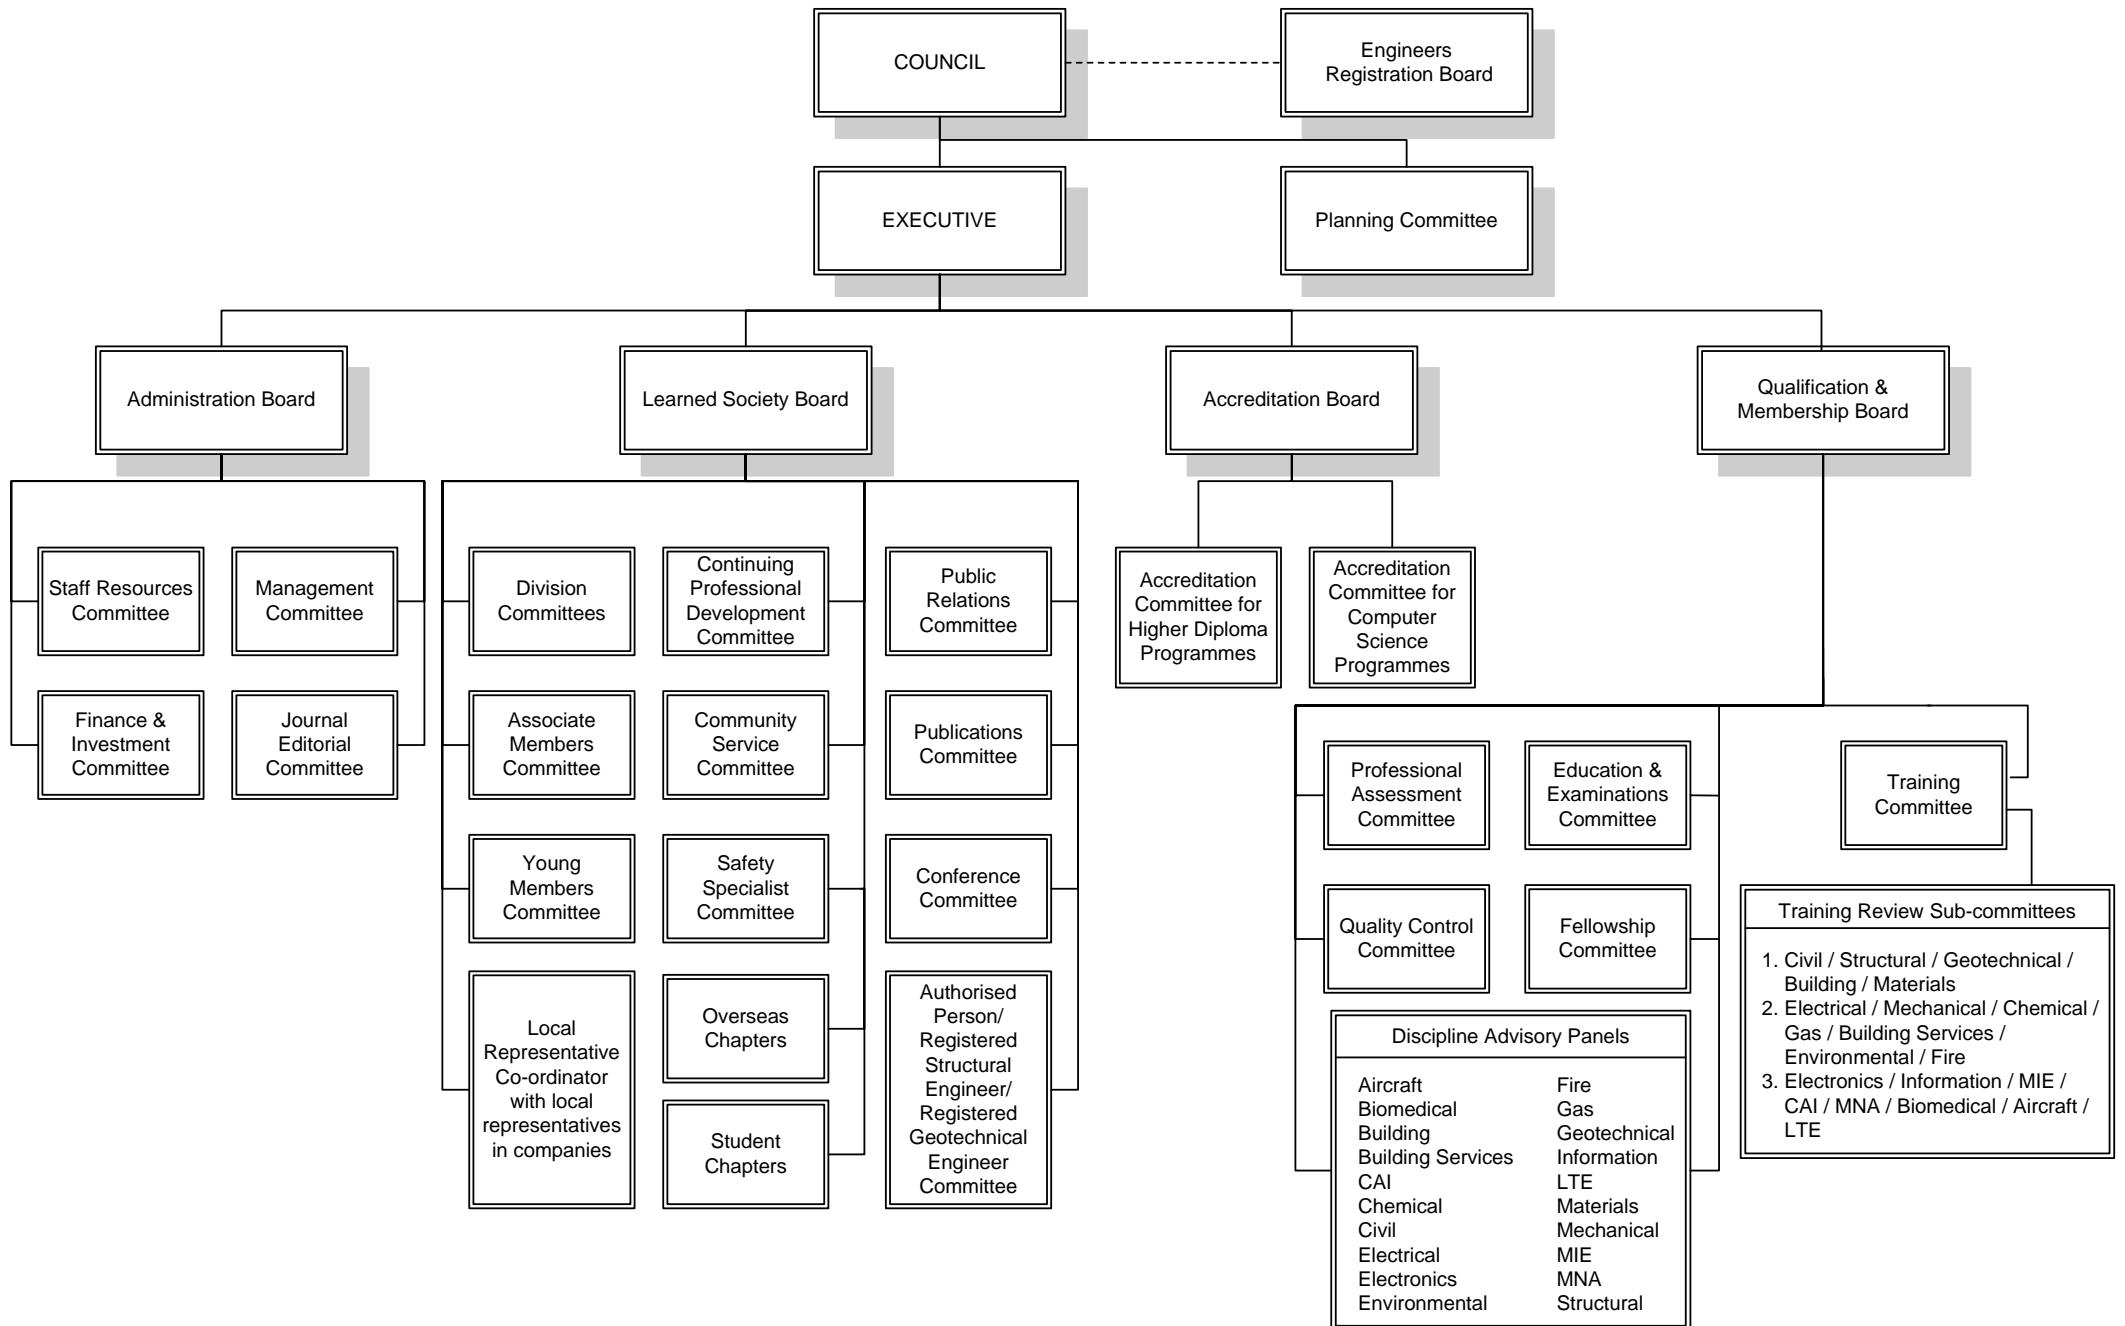 COUNCIL
Engineers
Registration Board
EXECUTIVE
Planning Committee
Administration Board
Learned Society Board
Accreditation Board
Qualification &
Membership Board
Staff Resources
Committee
Management
Committee
Finance &
Investment
Committee
Journal
Editorial
Committee
Division
Committees
Continuing
Professional
Development
Committee
Public
Relations
Committee
Associate
Members
Committee
Community
Service
Committee
Publications
Committee
Young
Members
Committee
Safety
Specialist
Committee
Conference
Committee
Local
Representative
Co-ordinator
with local
representatives
in companies
Overseas
Chapters
Student
Chapters
Authorised
Person/
Registered
Structural
Engineer/
Registered
Geotechnical
Engineer
Committee
Accreditation
Committee for
Higher Diploma
Programmes
Accreditation
Committee for
Computer
Science
Programmes
Professional
Assessment
Committee
Education &
Examinations
Committee
Training
Committee
Quality Control
Committee
Fellowship
Committee
Discipline Advisory Panels
Aircraft
Biomedical
Building
Building Services
CAI
Chemical
Civil
Electrical
Electronics
Environmental
Fire
Gas
Geotechnical
Information
LTE
Materials
Mechanical
MIE
MNA
Structural
Training Review Sub-committees
1. Civil / Structural / Geotechnical /
Building / Materials
2. Electrical / Mechanical / Chemical /
Gas / Building Services /
Environmental / Fire
3. Electronics / Information / MIE /
CAI / MNA / Biomedical / Aircraft /
LTE